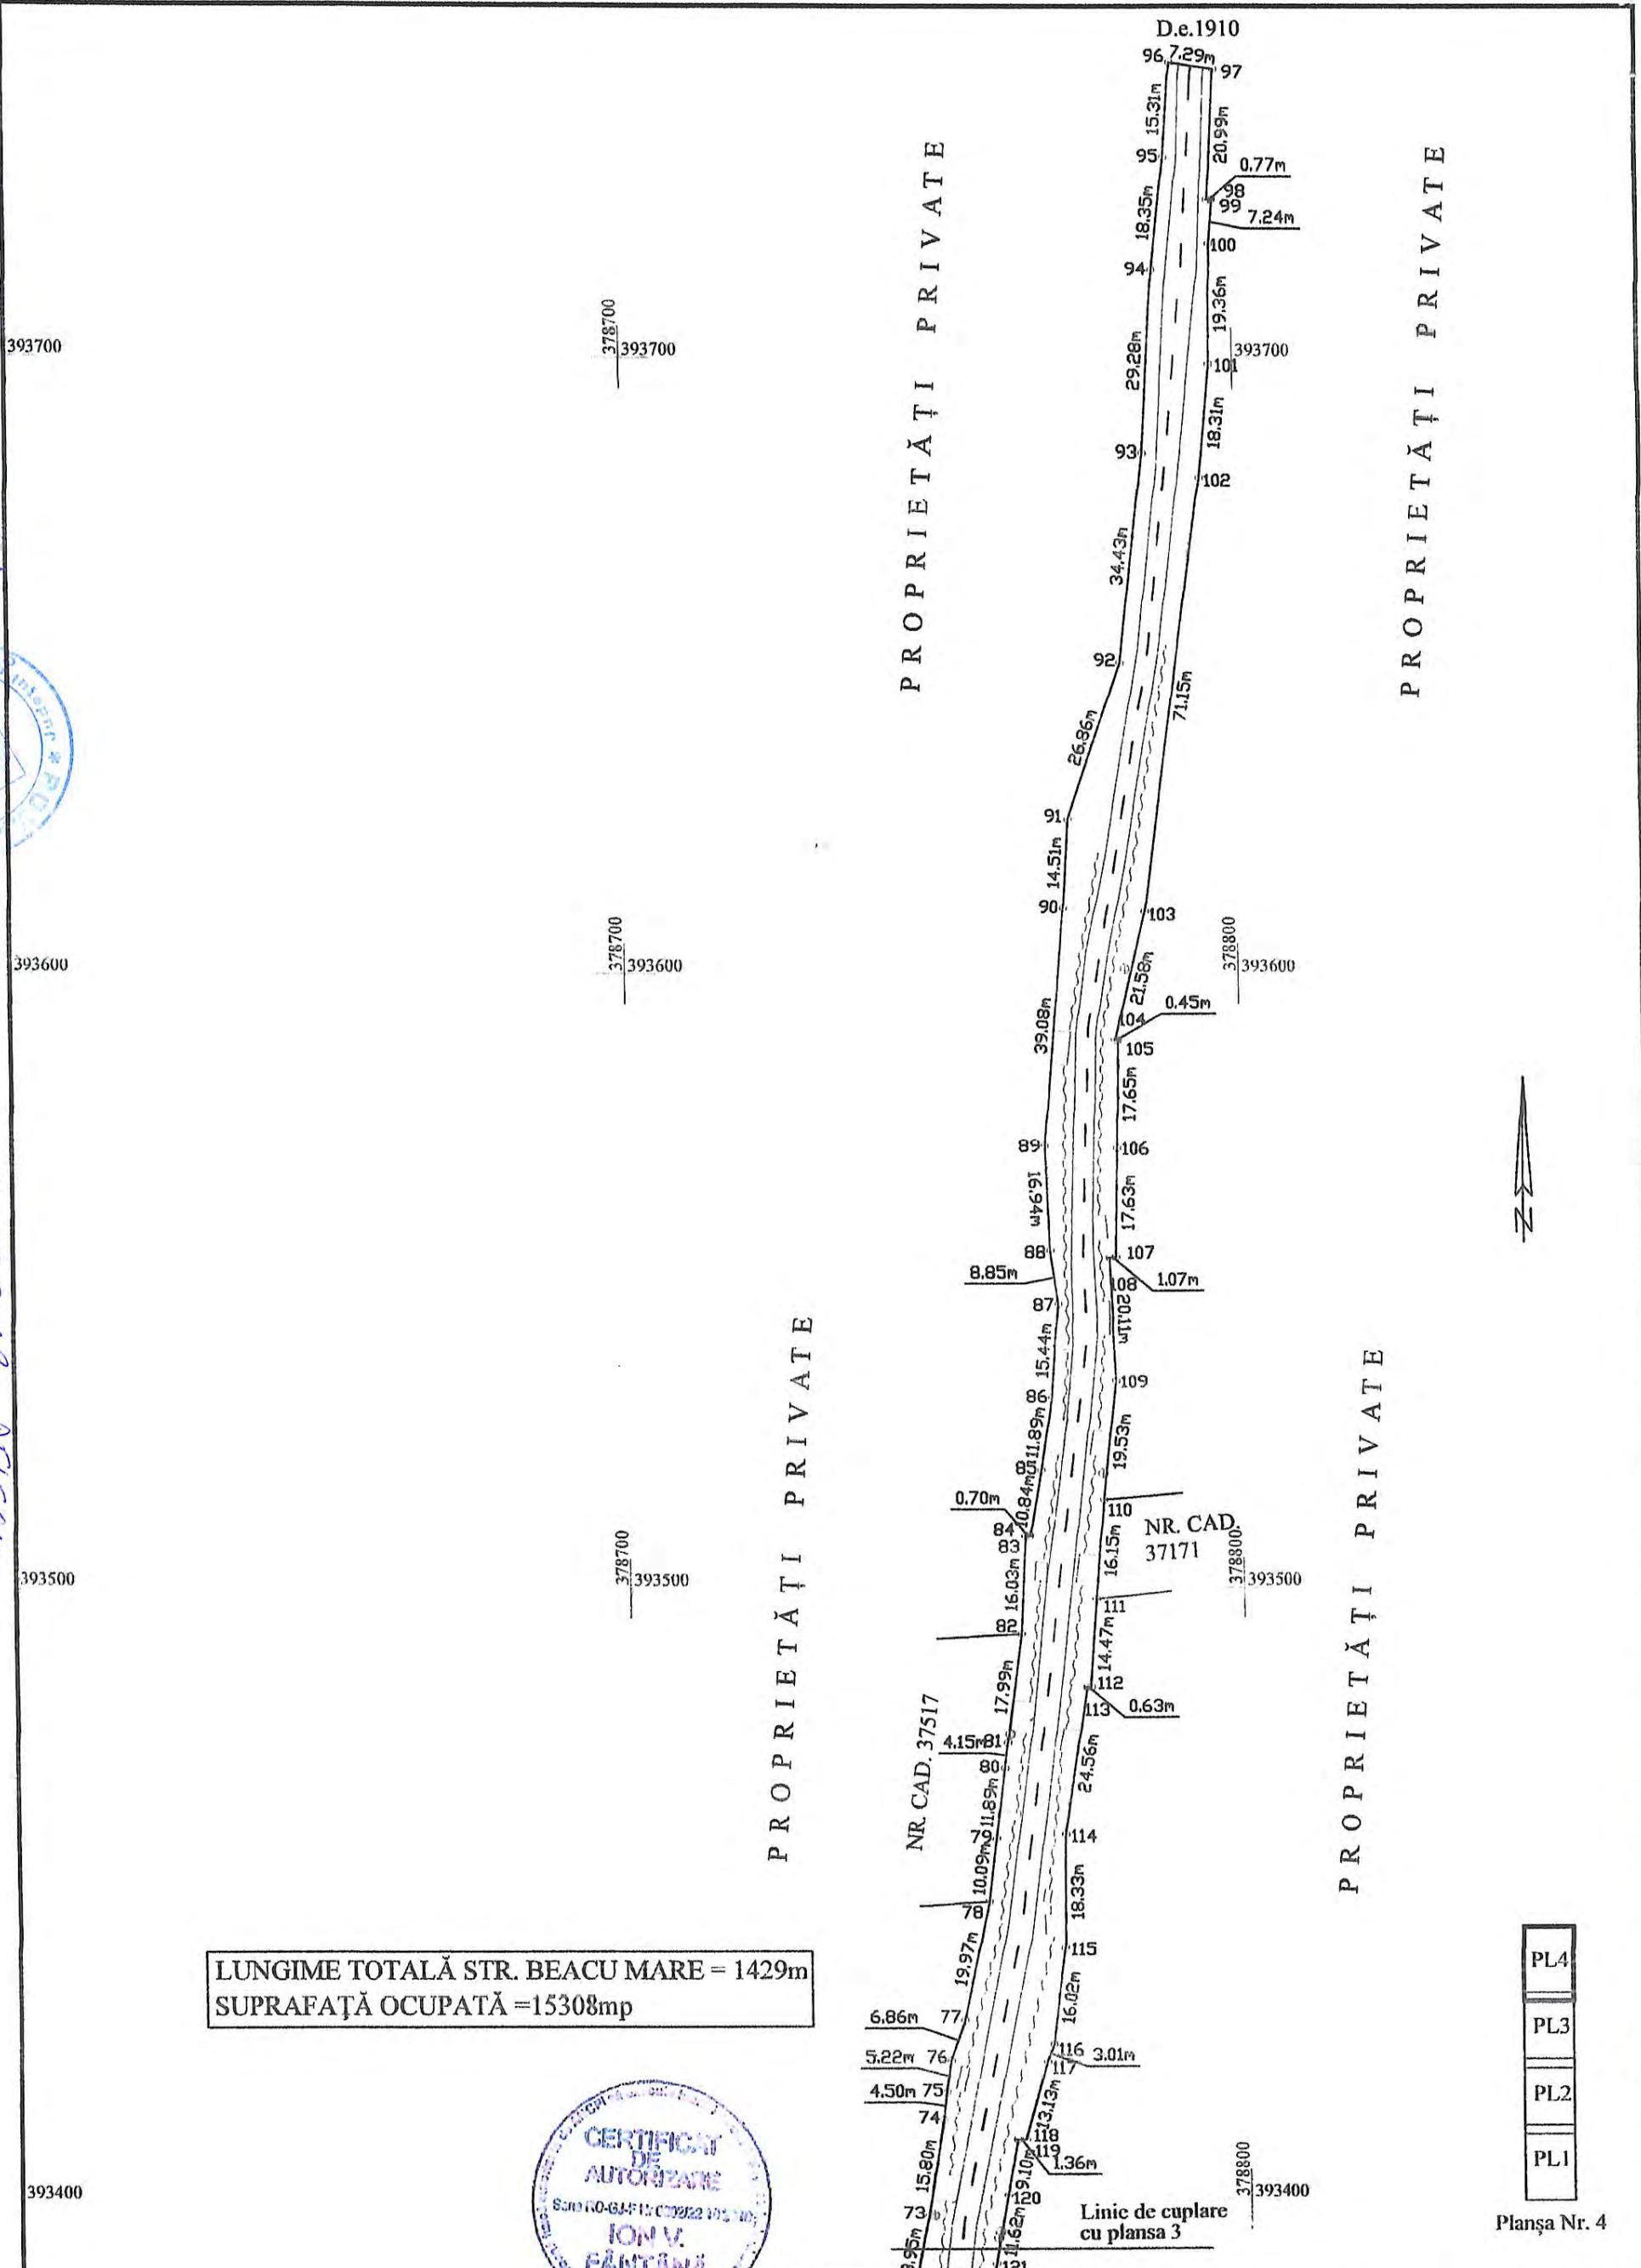 D.e.1910
96 7.29m 97
15.31m
20.99m
95
0.77m
98
99
7.24m
18.35m
100
94
19.36m
29.28m
393700
378700
393700
393700
101
18.31m
93
102
34.43m
PROPRIETĂȚI PRIVATE
PROPRIETĂȚI PRIVATE
92
71.15m
26.86m
91
14.51m
90
103
393600
378700
393600
378800
393600
21.58m
0.45m
104
105
39.08m
17.65m
89
106
16.94m
17.63m
88
107
8.85m
1.07m
108
87
20.11m
15.44m
109
86
11.89m
19.53m
85
10.84m
0.70m
110
84
83
NR. CAD.
37171
16.15m
16.03m
393500
378700
393500
378800
393500
111
82
14.47m
17.99m
112
113
0.63m
4.15m 81
80
24.56m
NR. CAD. 37517
11.89m
79
114
10.09m
18.33m
78
PROPRIETĂȚI PRIVATE
PROPRIETĂȚI PRIVATE
115
19.97m
16.02m
LUNGIME TOTALĂ STR. BEACU MARE = 1429m
SUPRAFAȚĂ OCUPATĂ =15308mp
6.86m 77
116
117
3.01m
5.22m 76
4.50m 75
74
13.13m
118
119
1.36m
15.80m
9.10m
120
73
11.62m
121
393400
378800
393400
Linie de cuplare
cu plansa 3
N
PL4
PL3
PL2
PL1
Planșa Nr. 4
CERTIFICAT
DE
AUTORIZARE
ION V.
FÂNTÂNĂ